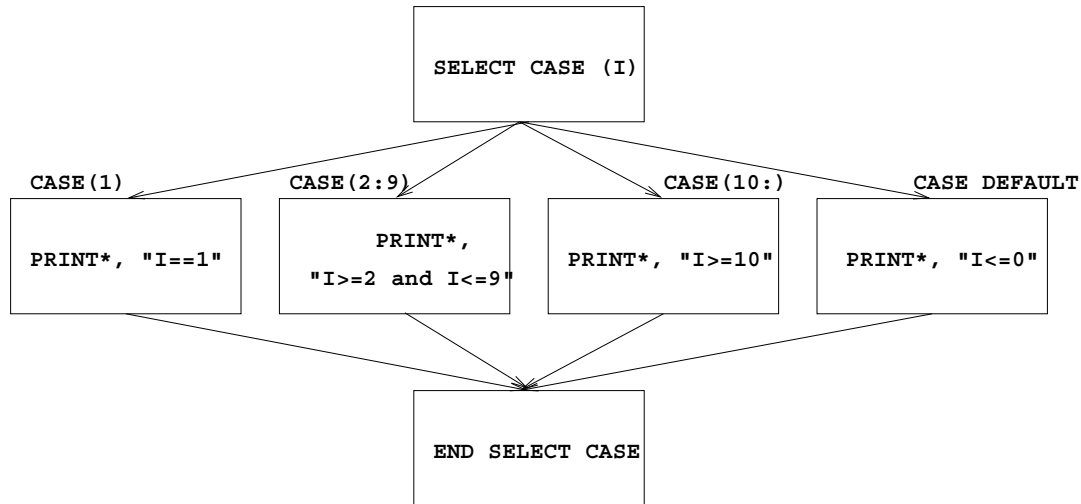 SELECT CASE (I)
CASE(1)
CASE(2:9)
CASE(10:)
CASE DEFAULT
PRINT*, "I==1"
PRINT*,
"I>=2 and I<=9"
PRINT*, "I>=10"
PRINT*, "I<=0"
END SELECT CASE